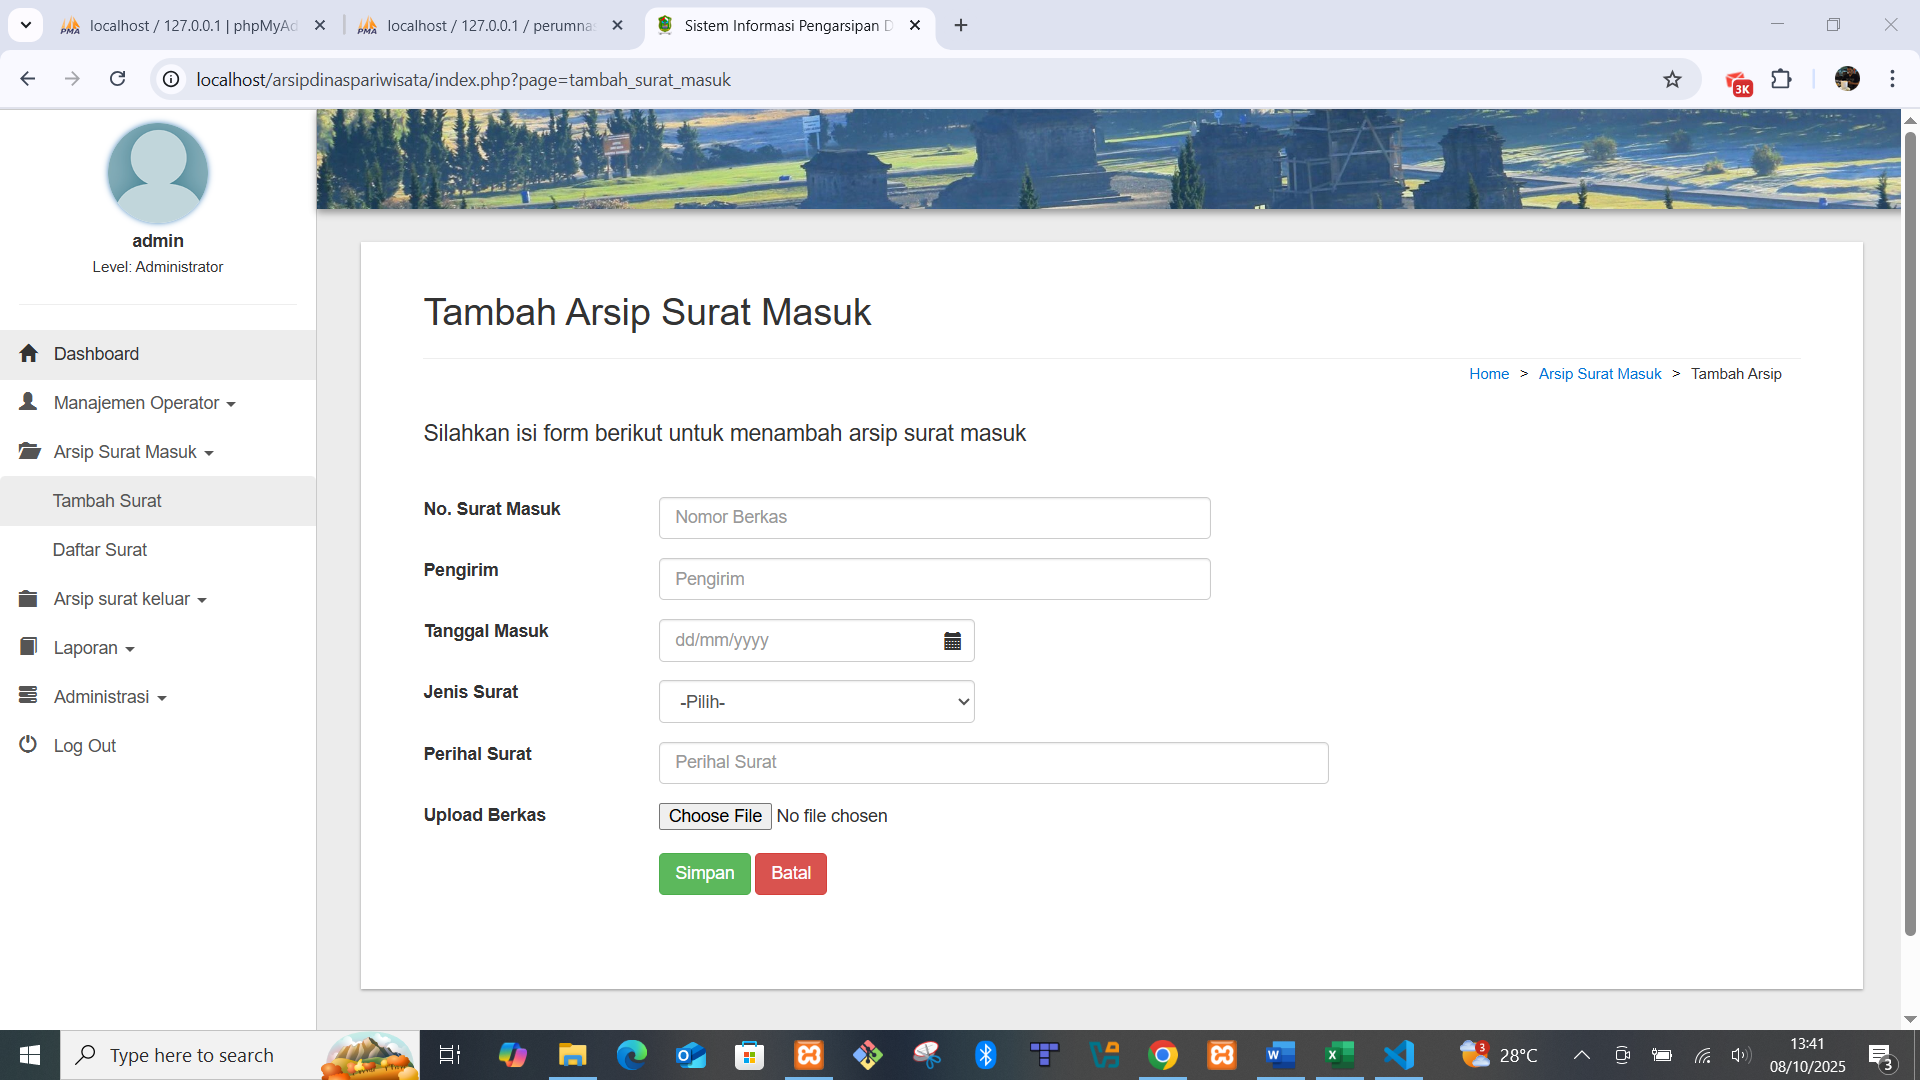 localhost / 127.0.0.1 | phpMyAd
localhost / 127.0.0.1 / perumnas
Sistem Informasi Pengarsipan D
localhost/arsipdinaspariwisata/index.php?page=tambah_surat_masuk
3K
admin
Level: Administrator
Dashboard
Manajemen Operator
Arsip Surat Masuk
Tambah Surat
Daftar Surat
Arsip surat keluar
Laporan
Administrasi
Log Out
Tambah Arsip Surat Masuk
Home > Arsip Surat Masuk > Tambah Arsip
Silahkan isi form berikut untuk menambah arsip surat masuk
No. Surat Masuk Nomor Berkas
Pengirim Pengirim
Tanggal Masuk dd/mm/yyyy
Jenis Surat -Pilih-
Perihal Surat Perihal Surat
Upload Berkas Choose File No file chosen
Simpan Batal
Type here to search
3 28°C
13:41
08/10/2025
3